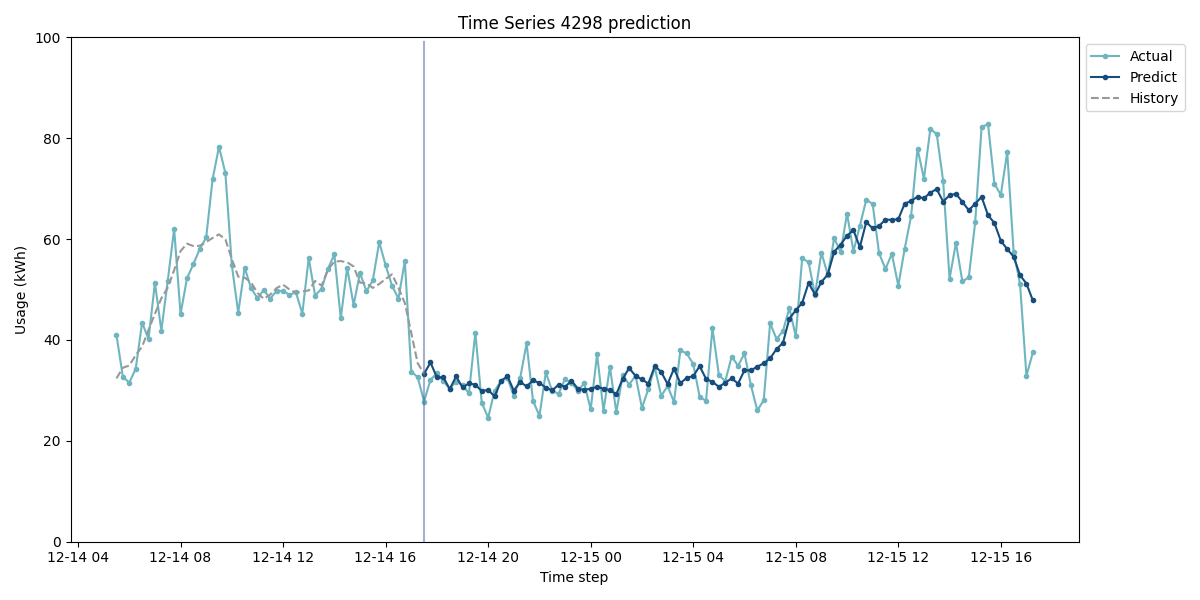 Time Series 4298 prediction
Usage (kWh)
100
80
60
40
20
0
12-14 04
12-14 08
12-14 12
12-14 16
12-14 20
12-15 00
12-15 04
12-15 08
12-15 12
12-15 16
Time step
Actual
Predict
History